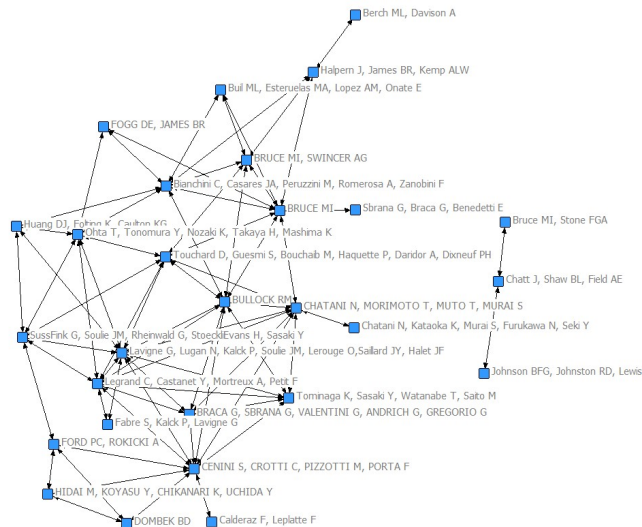 Berch ML, Davison A
Halpern J, James BR, Kemp ALW
Buil ML, Esteruelas MA, Lopez AM, Onate E
FOGG DE, JAMES BR
BRUCE MI, SWINCER AG
Bianchini C, Casares JA, Peruzzini M, Romerosa A, Zanobini F
BRUCE MI
Sbrana G, Braca G, Benedetti E
Bruce MI, Stone FGA
Huang DJ, Folting K, Caulton KG
Ohta T, Tonomura Y, Nozaki K, Takaya H, Mashima K
Touchard D, Guesmi S, Bouchaib M, Haquette P, Daridor A, Dixneuf PH
Chatt J, Shaw BL, Field AE
BULLOCK RM
CHATANI N, MORIMOTO T, MUTO T, MURAI S
Chatani N, Kataoka K, Murai S, Furukawa N, Seki Y
SussFink G, Soulie JM, Rheinwald G, StoeckliEvans H, Sasaki Y
Lavigne G, Lugan N, Kalck P, Soulie JM, Lerouge O,Saillard JY, Halet JF
Johnson BFG, Johnston RD, Lewis
Legrand C, Castanet Y, Mortreux A, Petit F
Tominaga K, Sasaki Y, Watanabe T, Saito M
BRACA G, SBRANA G, VALENTINI G, ANDRICH G, GREGORIO G
Fabre S, Kalck P, Lavigne G
FORD PC, ROKICKI A
CENINI S, CROTTI C, PIZZOTTI M, PORTA F
HIDAI M, KOYASU Y, CHIKANARI K, UCHIDA Y
DOMBEK BD
Calderaz F, Leplatte F